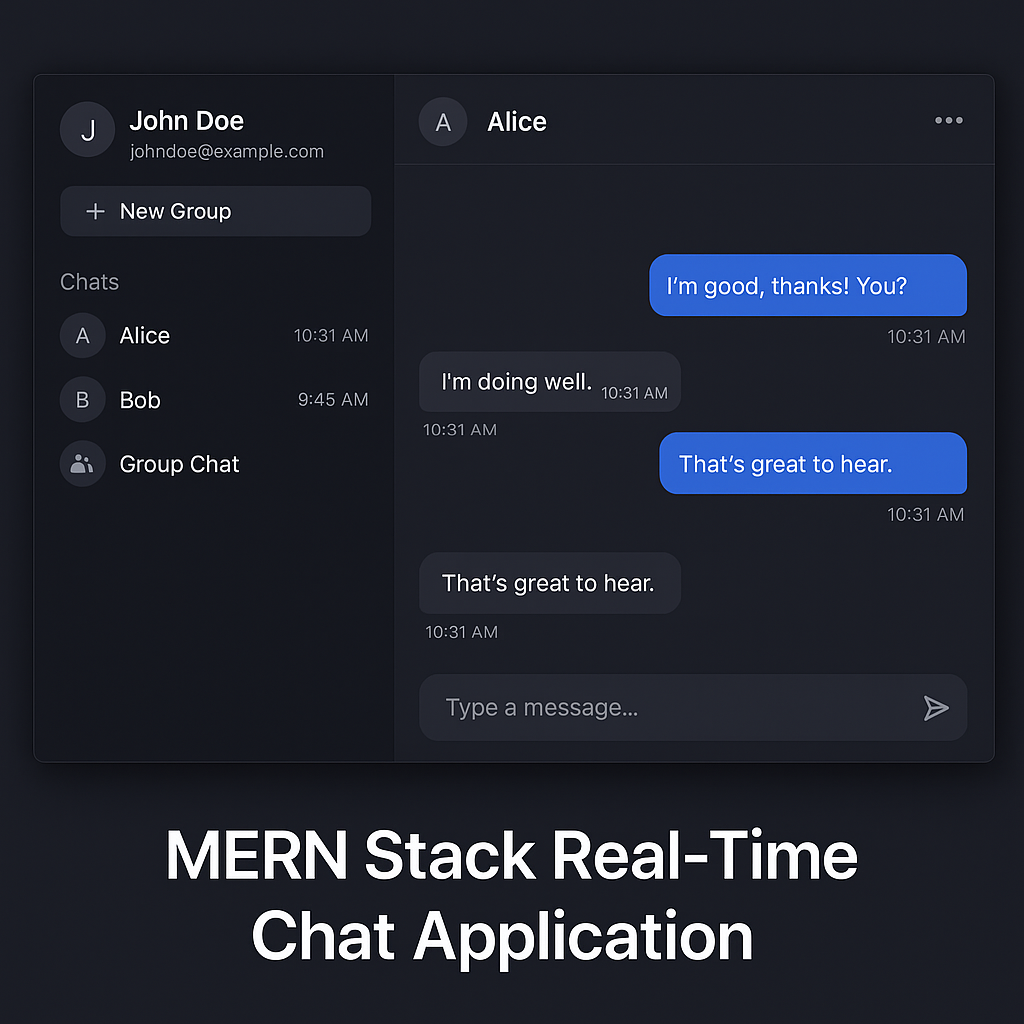 J
John Doe
johndoe@example.com
+ New Group
Chats
A Alice 10:31 AM
B Bob 9:45 AM
Group Chat
A Alice
I’m good, thanks! You?
10:31 AM
I'm doing well. 10:31 AM
10:31 AM
That’s great to hear.
10:31 AM
That’s great to hear.
10:31 AM
Type a message...
MERN Stack Real-Time
Chat Application